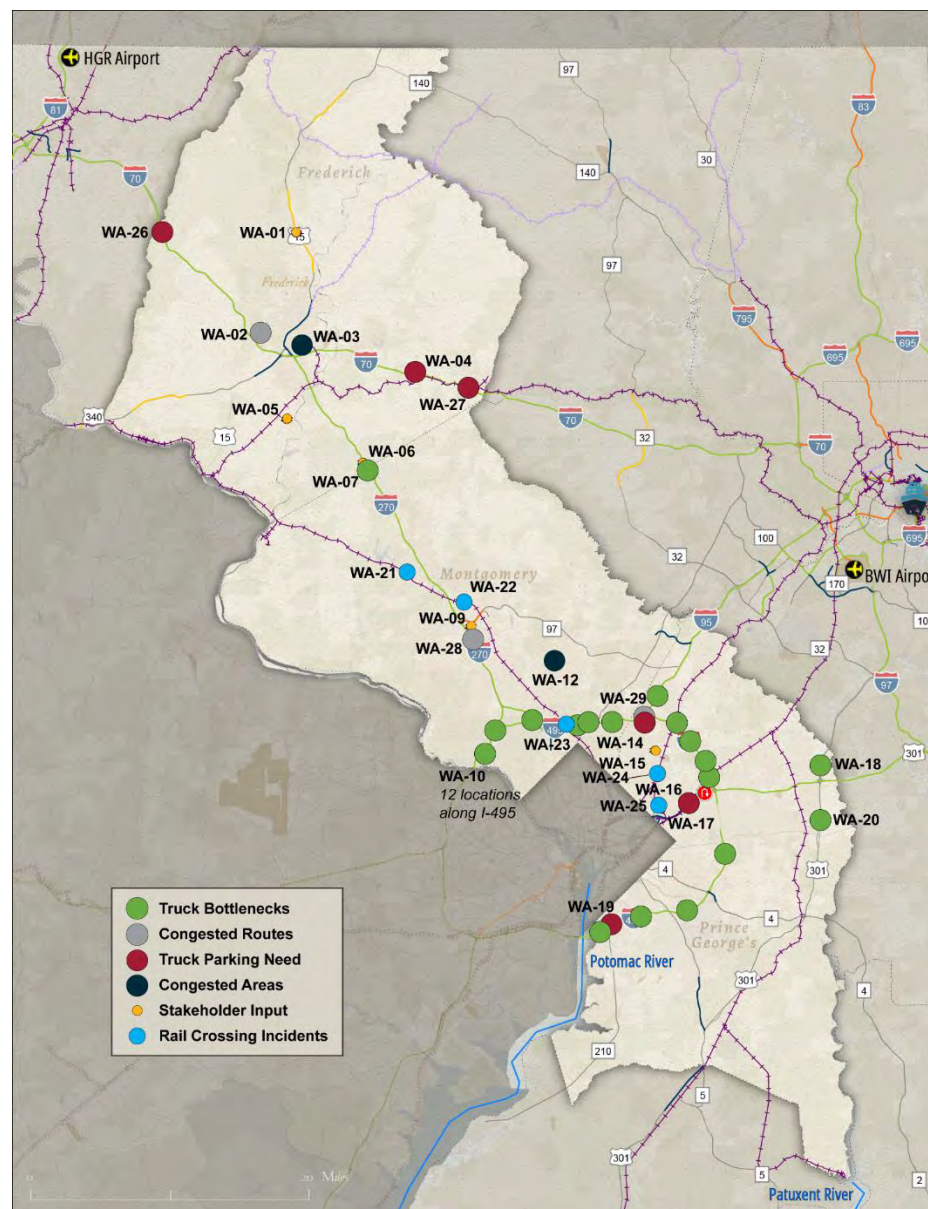 HGR Airport
97
140
81
83
30
70
Frederick
140
WA-26
WA-01
15
97
Frederick
795
WA-02
WA-03
695
695
70
WA-04
WA-27
WA-05
340
15
70
32
70
WA-06
WA-07
270
695
100
32
WA-21
Montgomery
BWI Airpo
170
WA-22
WA-09
95
97
WA-28
270
32
97
WA-12
WA-29
301
495
WA-23
WA-14
WA-15
WA-18
WA-10
WA-24
12 locations
along I-495
WA-16
WA-25
WA-17
WA-20
301
4
Truck Bottlenecks
Congested Routes
Truck Parking Need
Congested Areas
Stakeholder Input
Rail Crossing Incidents
WA-19
4
Prince
George's
Potomac River
301
4
210
5
301
5
2
Patuxent River
0
20 Miles